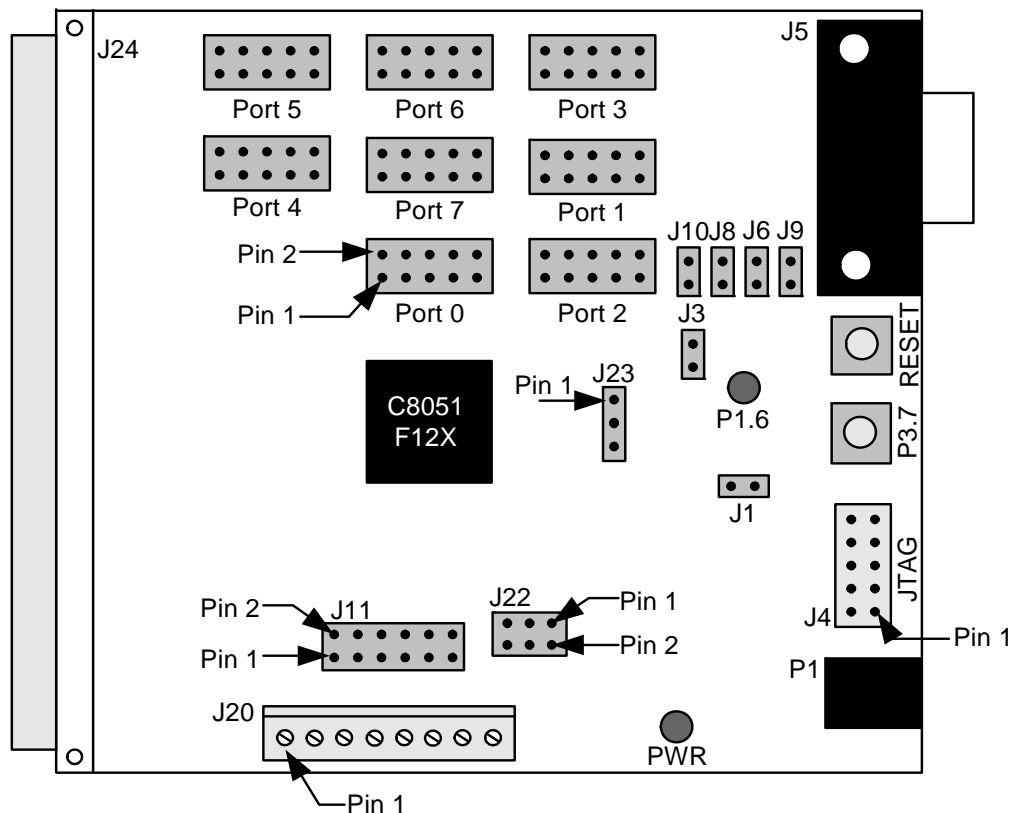 J24
J5
Port 5
Port 6
Port 3
Port 4
Port 7
Port 1
Pin 2
J10
J8
J6
J9
Pin 1
Port 0
Port 2
J3
RESET
C8051
F12X
Pin 1
J23
P1.6
P3.7
J1
JTAG
Pin 2
J11
J22
Pin 1
J4
Pin 1
Pin 2
Pin 1
P1
J20
PWR
Pin 1